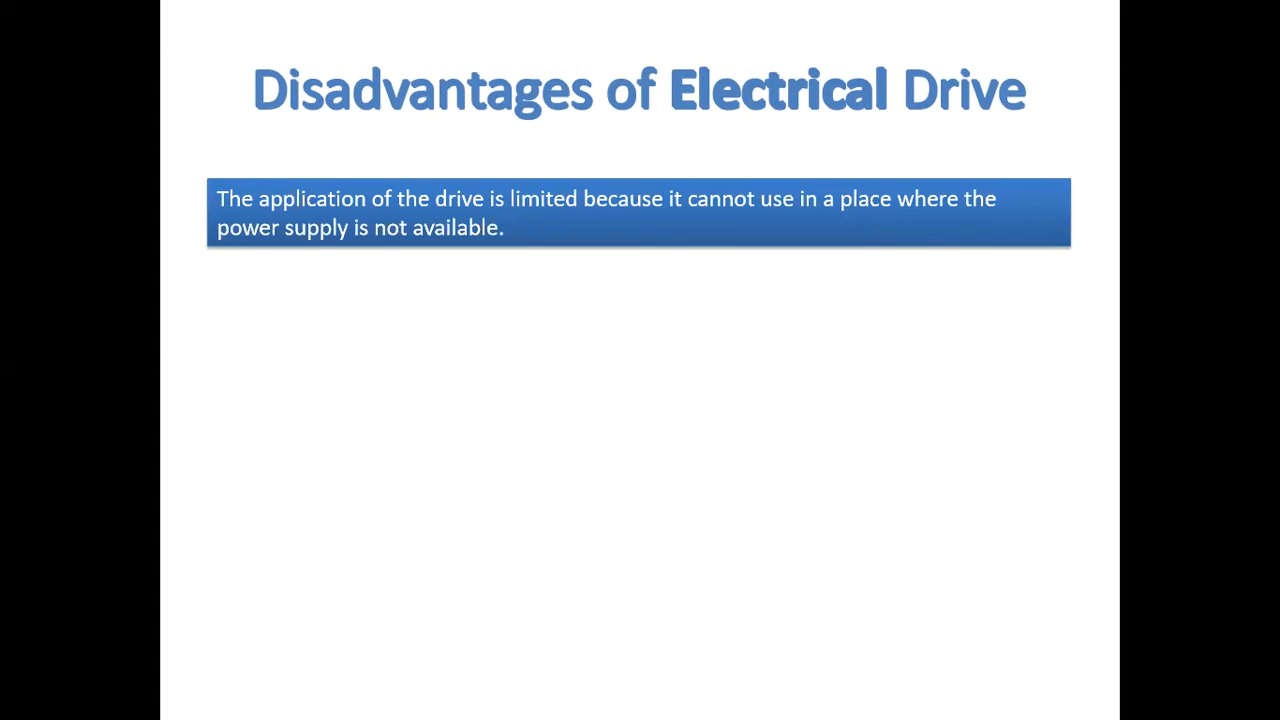 Disadvantages of Electrical Drive
The application of the drive is limited because it cannot use in a place where the
power supply is not available.